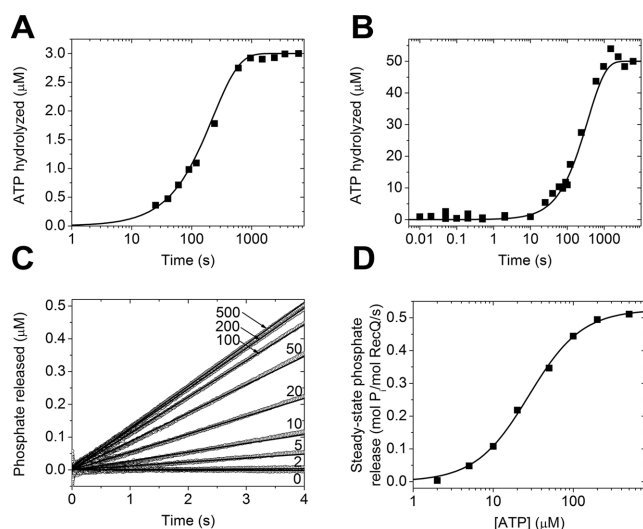 A
ATP hydrolyzed (μM)
3.0
2.5
2.0
1.5
1.0
0.5
0.0
1 10 100 1000
Time (s)
B
ATP hydrolyzed (μM)
50
40
30
20
10
0
0.01 0.1 1 10 100 1000
Time (s)
C
Phosphate released (μM)
0.5
0.4
0.3
0.2
0.1
0.0
0 1 2 3 4
Time (s)
500
200
100
50
20
10
5
2
0
D
Steady-state phosphate
release (mol Pi/mol RecQ/s)
0.5
0.4
0.3
0.2
0.1
0.0
1 10 100
[ATP] (μM)